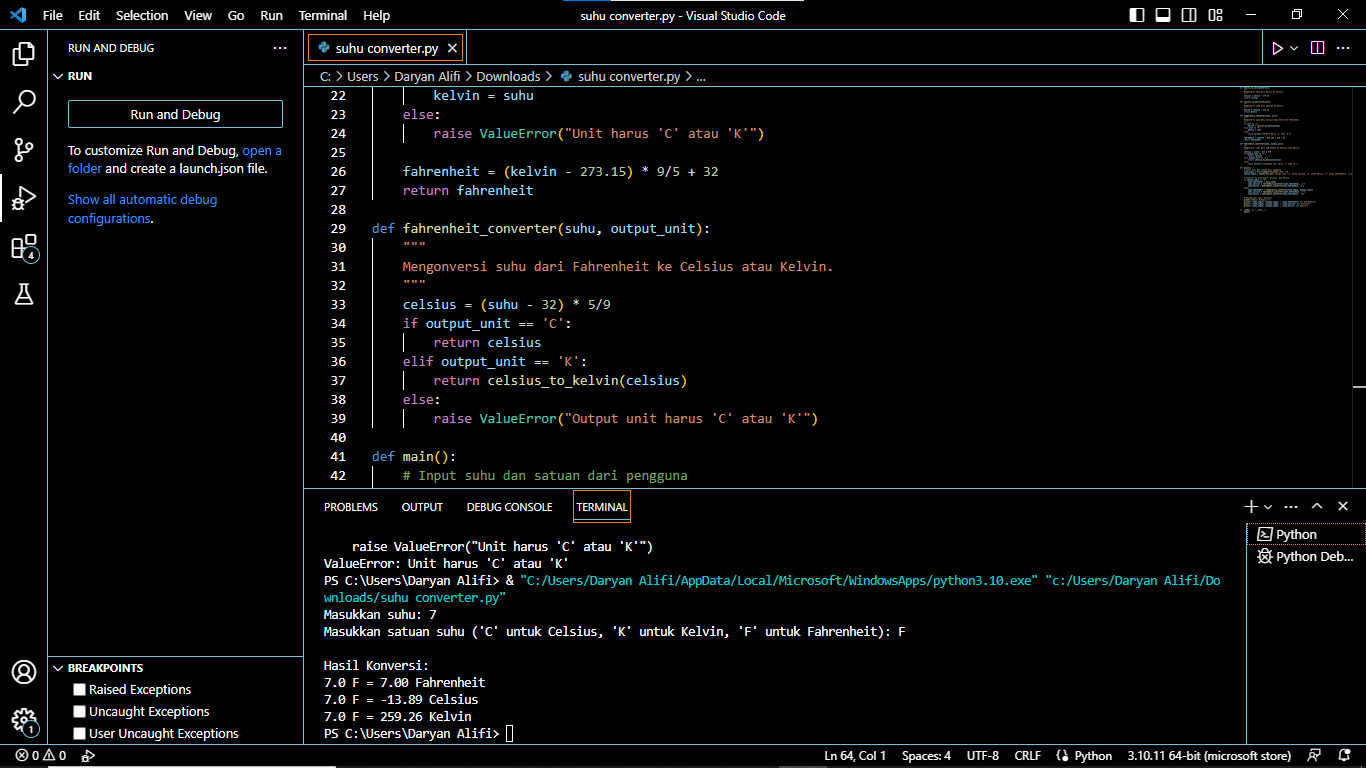 File Edit Selection View Go Run Terminal Help
suhu converter.py - Visual Studio Code
RUN AND DEBUG
RUN
Run and Debug
To customize Run and Debug, open a
folder and create a launch.json file.
Show all automatic debug
configurations.
4
1
BREAKPOINTS
Raised Exceptions
Uncaught Exceptions
User Uncaught Exceptions
suhu converter.py
C: > Users > Daryan Alifi > Downloads > suhu converter.py > ...
22 kelvin = suhu
23 else:
24 raise ValueError("Unit harus 'C' atau 'K'")
25
26 fahrenheit = (kelvin - 273.15) * 9/5 + 32
27 return fahrenheit
28
29 def fahrenheit_converter(suhu, output_unit):
30 """
31 Mengonversi suhu dari Fahrenheit ke Celsius atau Kelvin.
32 """
33 celsius = (suhu - 32) * 5/9
34 if output_unit == 'C':
35 return celsius
36 elif output_unit == 'K':
37 return celsius_to_kelvin(celsius)
38 else:
39 raise ValueError("Output unit harus 'C' atau 'K'")
40
41 def main():
42 # Input suhu dan satuan dari pengguna
PROBLEMS OUTPUT DEBUG CONSOLE TERMINAL
raise ValueError("Unit harus 'C' atau 'K'")
ValueError: Unit harus 'C' atau 'K'
PS C:\Users\Daryan Alifi> & "C:/Users/Daryan Alifi/AppData/Local/Microsoft/WindowsApps/python3.10.exe" "c:/Users/Daryan Alifi/Do
wnloads/suhu converter.py"
Masukkan suhu: 7
Masukkan satuan suhu ('C' untuk Celsius, 'K' untuk Kelvin, 'F' untuk Fahrenheit): F
Hasil Konversi:
7.0 F = 7.00 Fahrenheit
7.0 F = -13.89 Celsius
7.0 F = 259.26 Kelvin
PS C:\Users\Daryan Alifi>
Python
Python Deb...
0 0
Ln 64, Col 1 Spaces: 4 UTF-8 CRLF Python 3.10.11 64-bit (microsoft store)